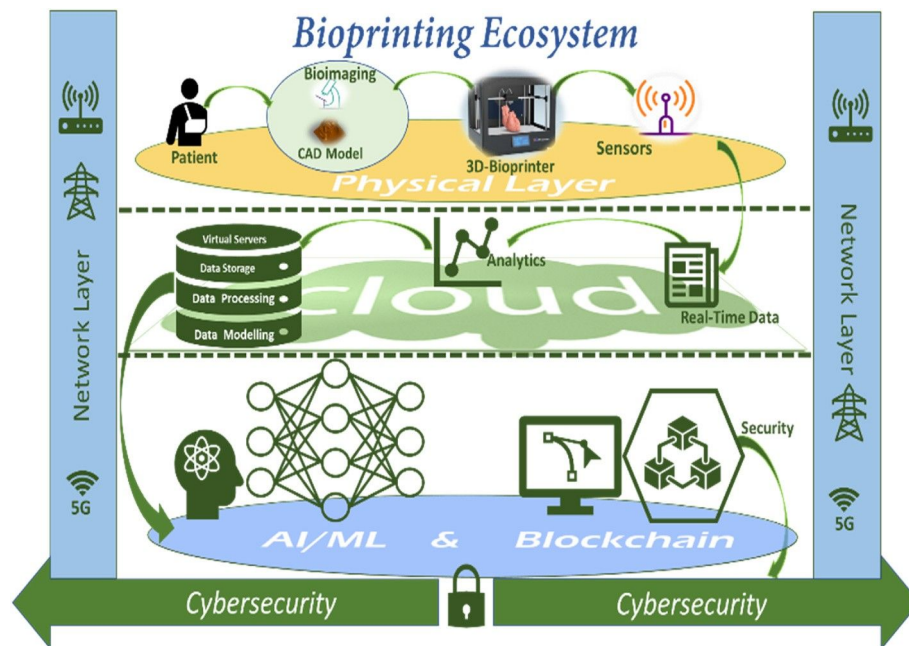 Bioprinting Ecosystem
Bioimaging
CAD Model
Patient
3D-Bioprinter
Sensors
Physical Layer
Virtual Servers
Data Storage
Data Processing
Data Modelling
Analytics
Real-Time Data
cloud
Security
AI/ML & Blockchain
Network Layer
5G
Network Layer
5G
Cybersecurity
Cybersecurity